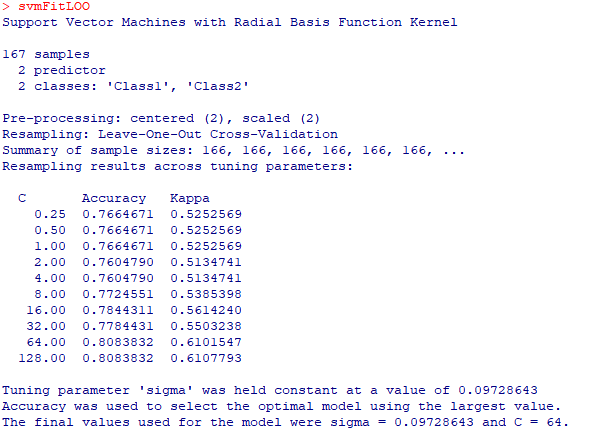 > svmFitLOO
Support Vector Machines with Radial Basis Function Kernel
167 samples
2 predictor
2 classes: 'Class1', 'Class2'
Pre-processing: centered (2), scaled (2)
Resampling: Leave-One-Out Cross-Validation
Summary of sample sizes: 166, 166, 166, 166, 166, 166, ...
Resampling results across tuning parameters:
C Accuracy Kappa
0.25 0.7664671 0.5252569
0.50 0.7664671 0.5252569
1.00 0.7664671 0.5252569
2.00 0.7604790 0.5134741
4.00 0.7604790 0.5134741
8.00 0.7724551 0.5385398
16.00 0.7844311 0.5614240
32.00 0.7784431 0.5503238
64.00 0.8083832 0.6101547
128.00 0.8083832 0.6107793
Tuning parameter 'sigma' was held constant at a value of 0.09728643
Accuracy was used to select the optimal model using the largest value.
The final values used for the model were sigma = 0.09728643 and C = 64.